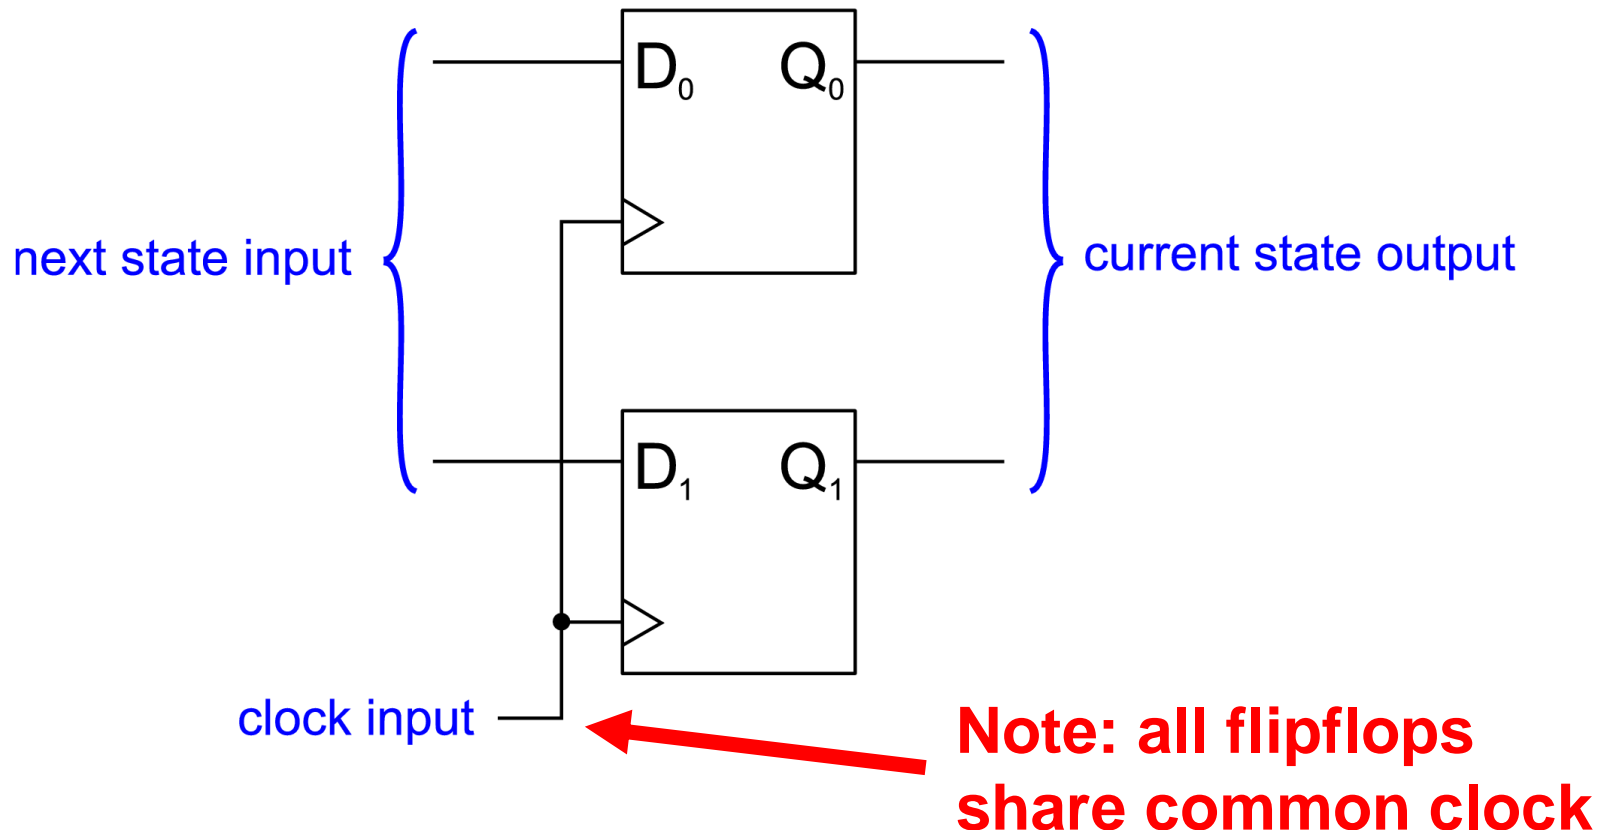 D₀ Q₀
next state input
current state output
D₁ Q₁
clock input
Note: all flipflops
share common clock